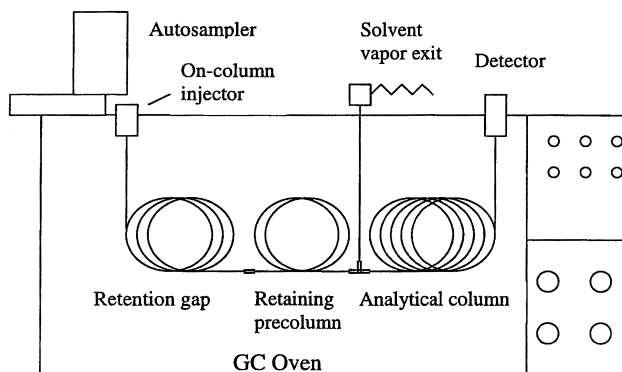 Autosampler
On-column
injector
Solvent
vapor exit
Detector
Retention gap
Retaining
precolumn
Analytical column
GC Oven